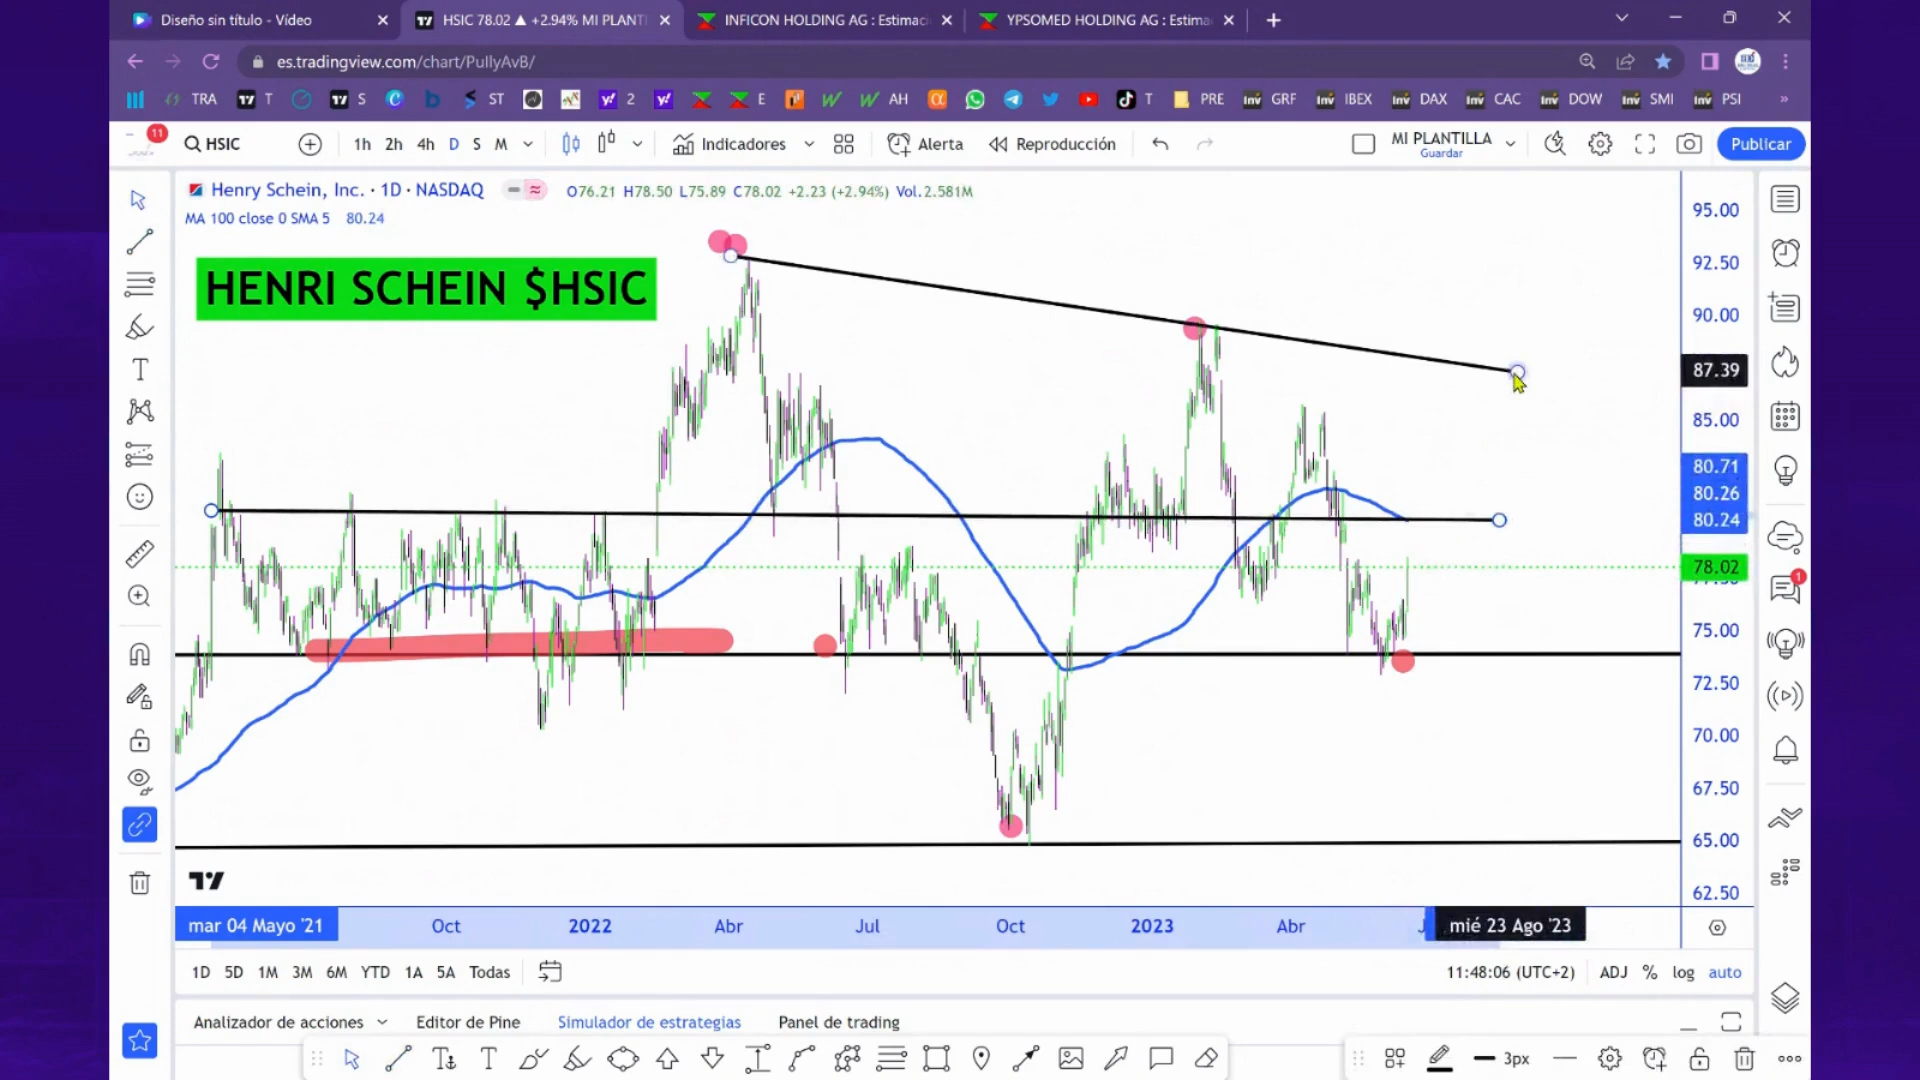 Diseño sin título - Vídeo
HSIC 78.02 ▲ +2.94% MI PLANTI
INFICON HOLDING AG : Estimaci
YPSOMED HOLDING AG : Estima
es.tradingview.com/chart/PuIIyAvB/
TRA
T
S
ST
2
E
AH
T
PRE
GRF
IBEX
DAX
CAC
DOW
SMI
PSI
11
HSIC
1h 2h 4h D S M
Indicadores
Alerta
Reproducción
MI PLANTILLA
Guardar
Publicar
Henry Schein, Inc. · 1D · NASDAQ
O76.21 H78.50 L75.89 C78.02 +2.23 (+2.94%) Vol.2.581M
MA 100 close 0 SMA 5 80.24
HENRI SCHEIN $HSIC
95.00
92.50
90.00
87.39
85.00
80.71
80.26
80.24
78.02
75.00
72.50
70.00
67.50
65.00
62.50
1
mar 04 Mayo '21
Oct
2022
Abr
Jul
Oct
2023
Abr
mié 23 Ago '23
1D 5D 1M 3M 6M YTD 1A 5A Todas
11:48:06 (UTC+2)
ADJ % log auto
Analizador de acciones
Editor de Pine
Simulador de estrategias
Panel de trading
3px